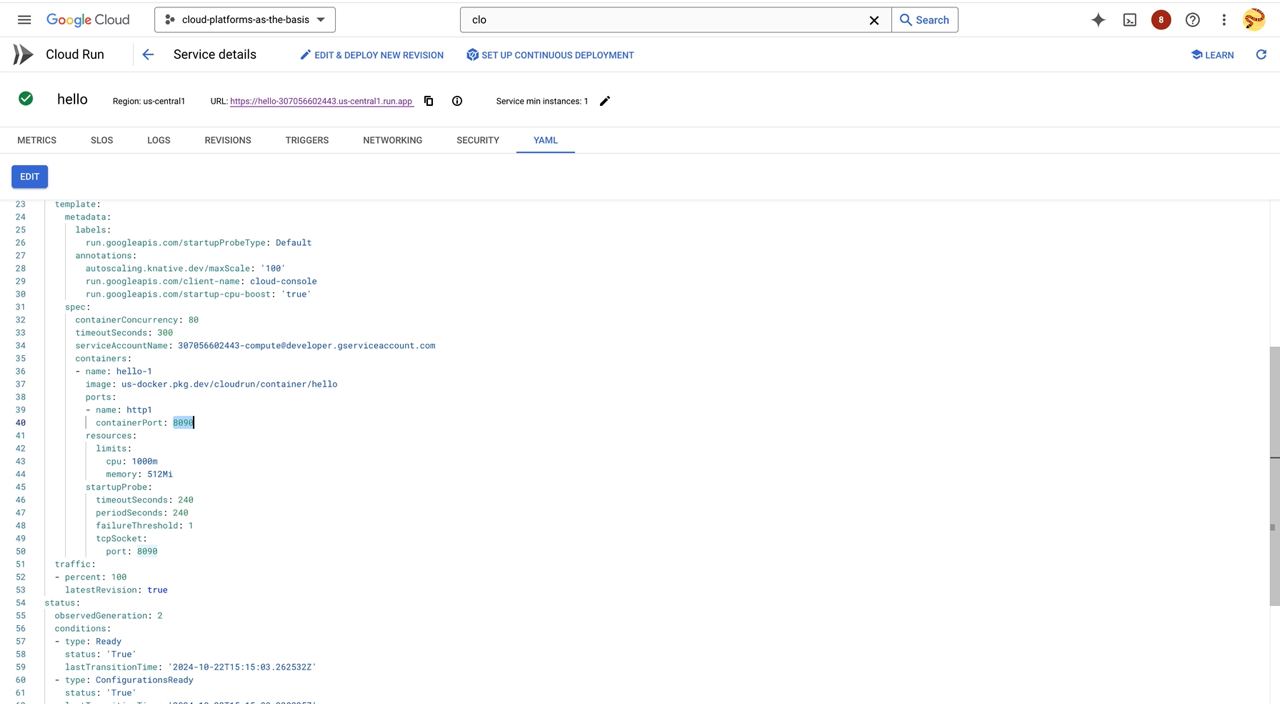 Google Cloud
cloud-platforms-as-the-basis
clo
Search
8
Cloud Run
Service details
EDIT & DEPLOY NEW REVISION
SET UP CONTINUOUS DEPLOYMENT
LEARN
hello
Region: us-central1
URL: https://hello-307056602443.us-central1.run.app
Service min instances: 1
METRICS
SLOS
LOGS
REVISIONS
TRIGGERS
NETWORKING
SECURITY
YAML
EDIT
23 template:
24 metadata:
25 labels:
26 run.googleapis.com/startupProbeType: Default
27 annotations:
28 autoscaling.knative.dev/maxScale: '100'
29 run.googleapis.com/client-name: cloud-console
30 run.googleapis.com/startup-cpu-boost: 'true'
31 spec:
32 containerConcurrency: 80
33 timeoutSeconds: 300
34 serviceAccountName: 307056602443-compute@developer.gserviceaccount.com
35 containers:
36 - name: hello-1
37 image: us-docker.pkg.dev/cloudrun/container/hello
38 ports:
39 - name: http1
40 containerPort: 8090
41 resources:
42 limits:
43 cpu: 1000m
44 memory: 512Mi
45 startupProbe:
46 timeoutSeconds: 240
47 periodSeconds: 240
48 failureThreshold: 1
49 tcpSocket:
50 port: 8090
51 traffic:
52 - percent: 100
53 latestRevision: true
54 status:
55 observedGeneration: 2
56 conditions:
57 - type: Ready
58 status: 'True'
59 lastTransitionTime: '2024-10-22T15:15:03.262532Z'
60 - type: ConfigurationsReady
61 status: 'True'